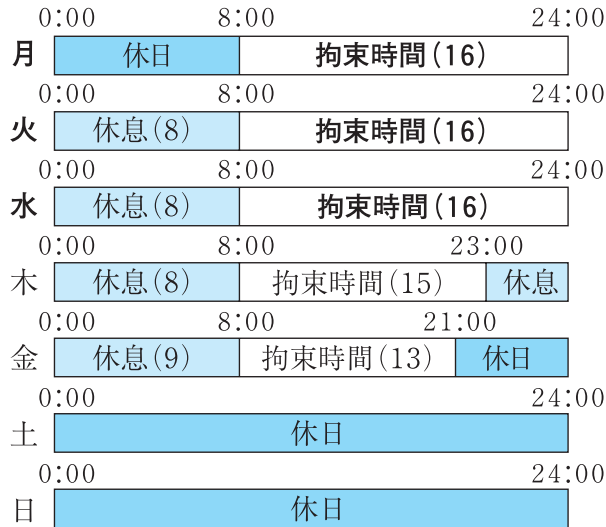 0:00 8:00 24:00
月 休日 拘束時間(16)
0:00 8:00 24:00
火 休息(8) 拘束時間(16)
0:00 8:00 24:00
水 休息(8) 拘束時間(16)
0:00 8:00 23:00
木 休息(8) 拘束時間(15) 休息
0:00 8:00 21:00
金 休息(9) 拘束時間(13) 休日
0:00 24:00
土 休日
0:00 24:00
日 休日